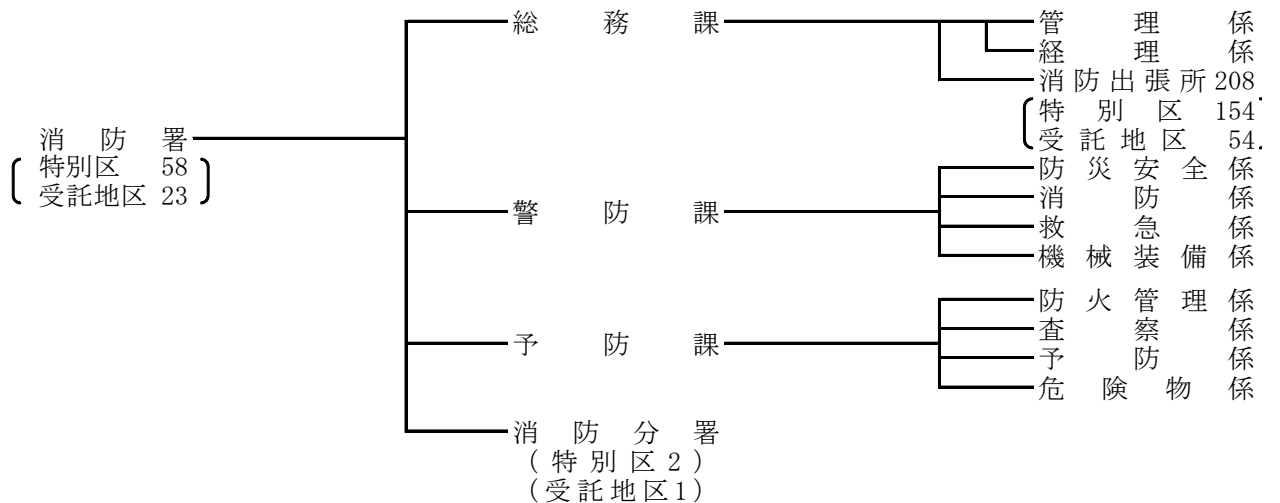 総務課
管理係
経理係
消防出張所208
特別区 154
受託地区 54
消防署
特別区 58
受託地区 23
警防課
防災安全係
消防係
救急係
機械装備係
予防課
防火管理係
査察係
予防係
危険物係
消防分署
(特別区2)
(受託地区1)